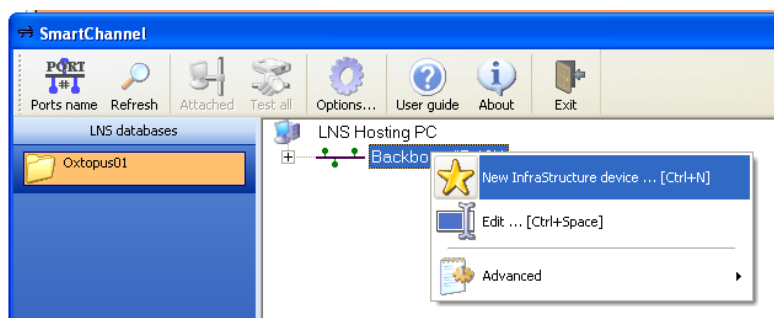 SmartChannel
PORT
#
Ports name Refresh Attached Test all Options... User guide About Exit
LNS databases
Oxtopus01
LNS Hosting PC
New InfraStructure device ... [Ctrl+N]
Edit ... [Ctrl+Space]
Advanced